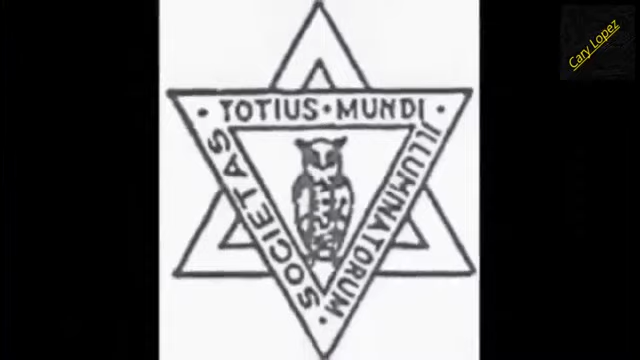 Cary Lopez
SOCIETAS
· TOTIUS · MUNDI ·
ILLUMINATORUM ·